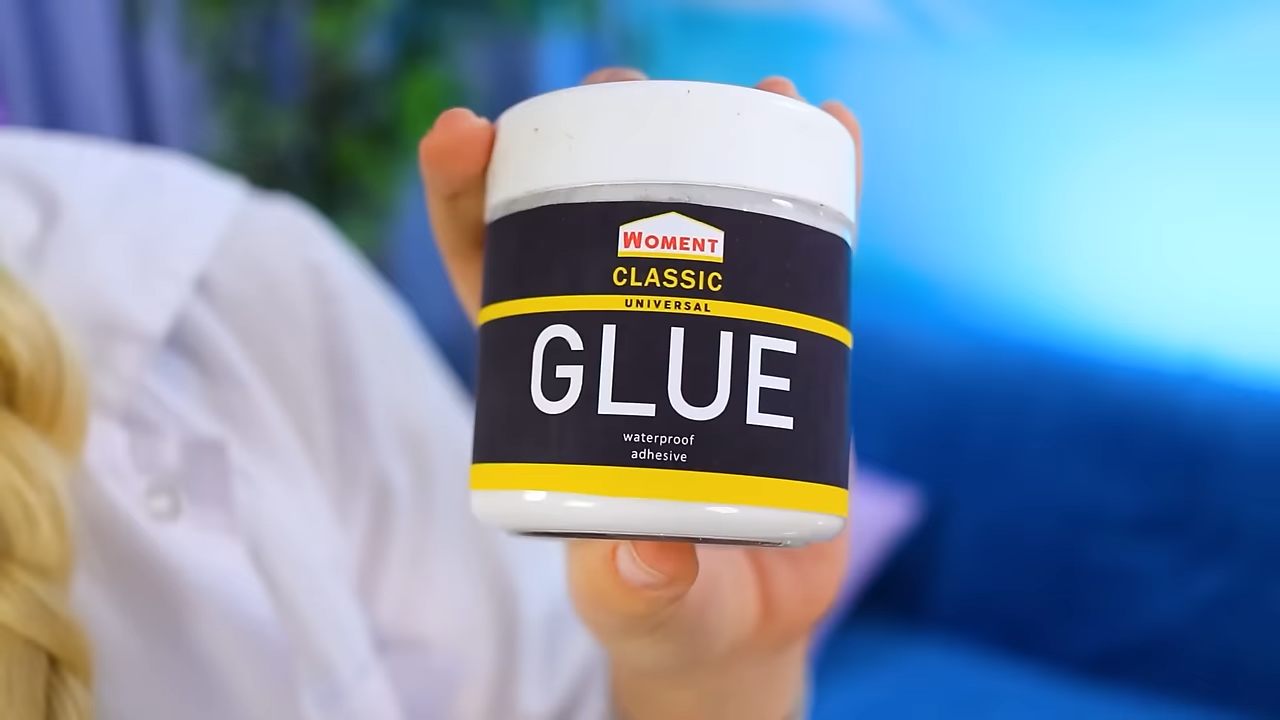 WOMENT
CLASSIC
UNIVERSAL
GLUE
waterproof
adhesive